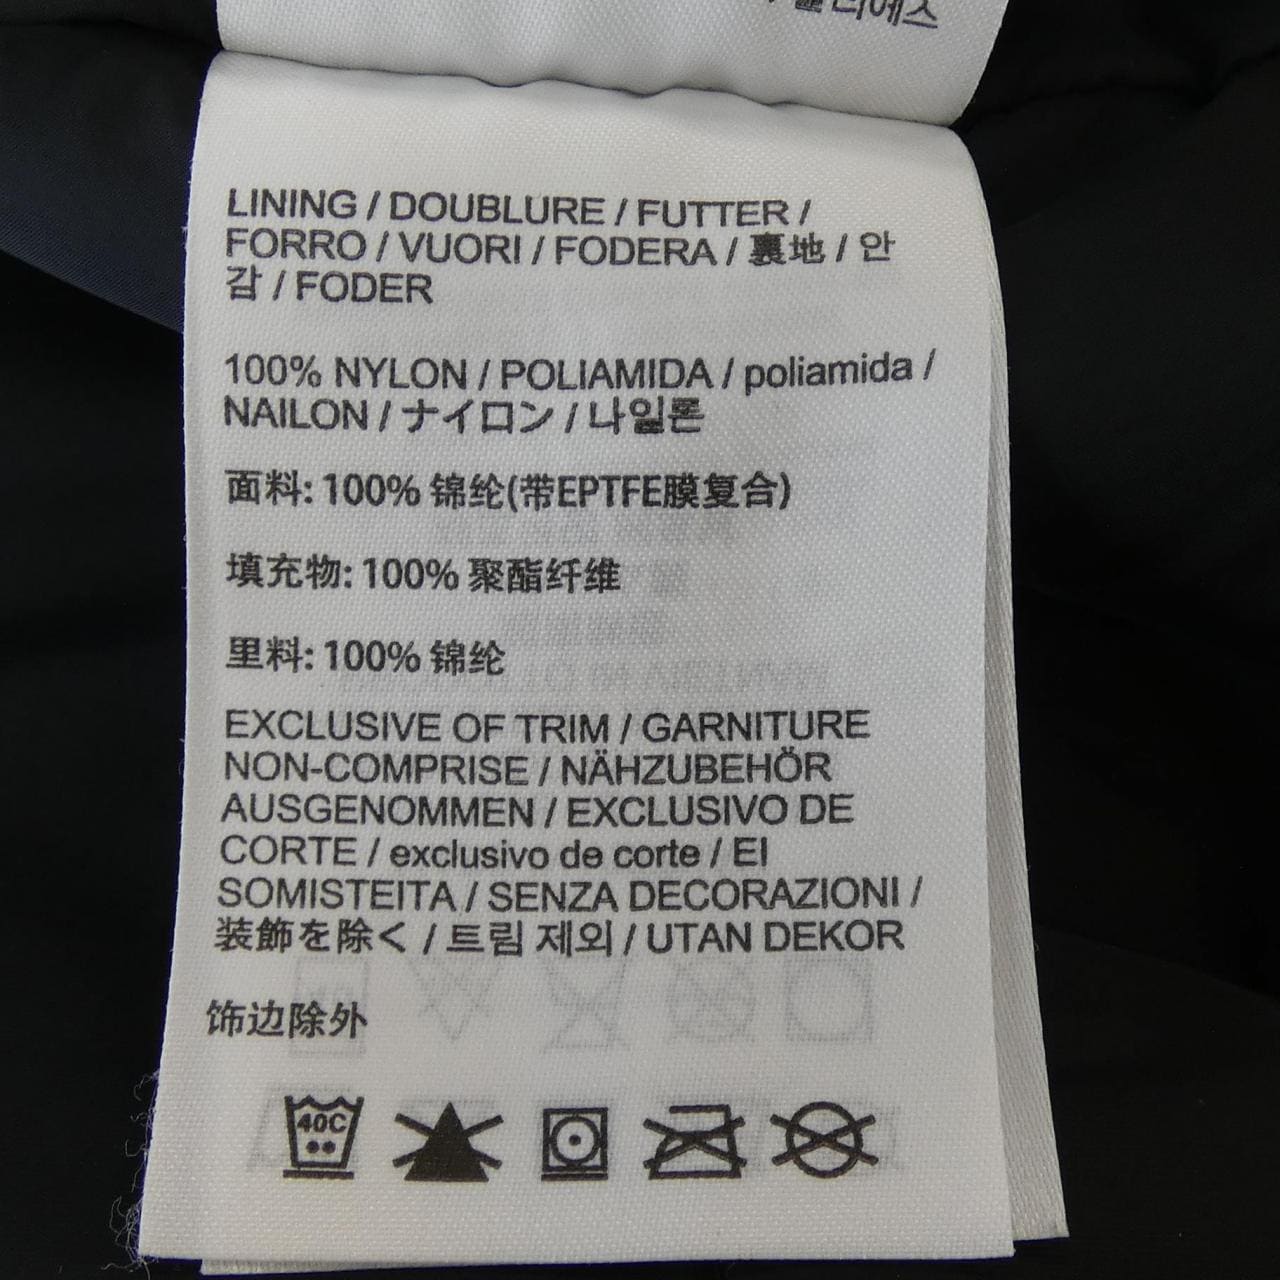 LINING / DOUBLURE / FUTTER /
FORRO / VUORI / FODERA / 裏地 / 안
감 / FODER
100% NYLON / POLIAMIDA / poliamida /
NAILON / ナイロン / 나일론
面料: 100% 锦纶(带EPTFE膜复合)
填充物: 100% 聚酯纤维
里料: 100% 锦纶
EXCLUSIVE OF TRIM / GARNITURE
NON-COMPRISE / NÄHZUBEHÖR
AUSGENOMMEN / EXCLUSIVO DE
CORTE / exclusivo de corte / EI
SOMISTEITA / SENZA DECORAZIONI /
装飾を除く / 트림 제외 / UTAN DEKOR
饰边除外
40C